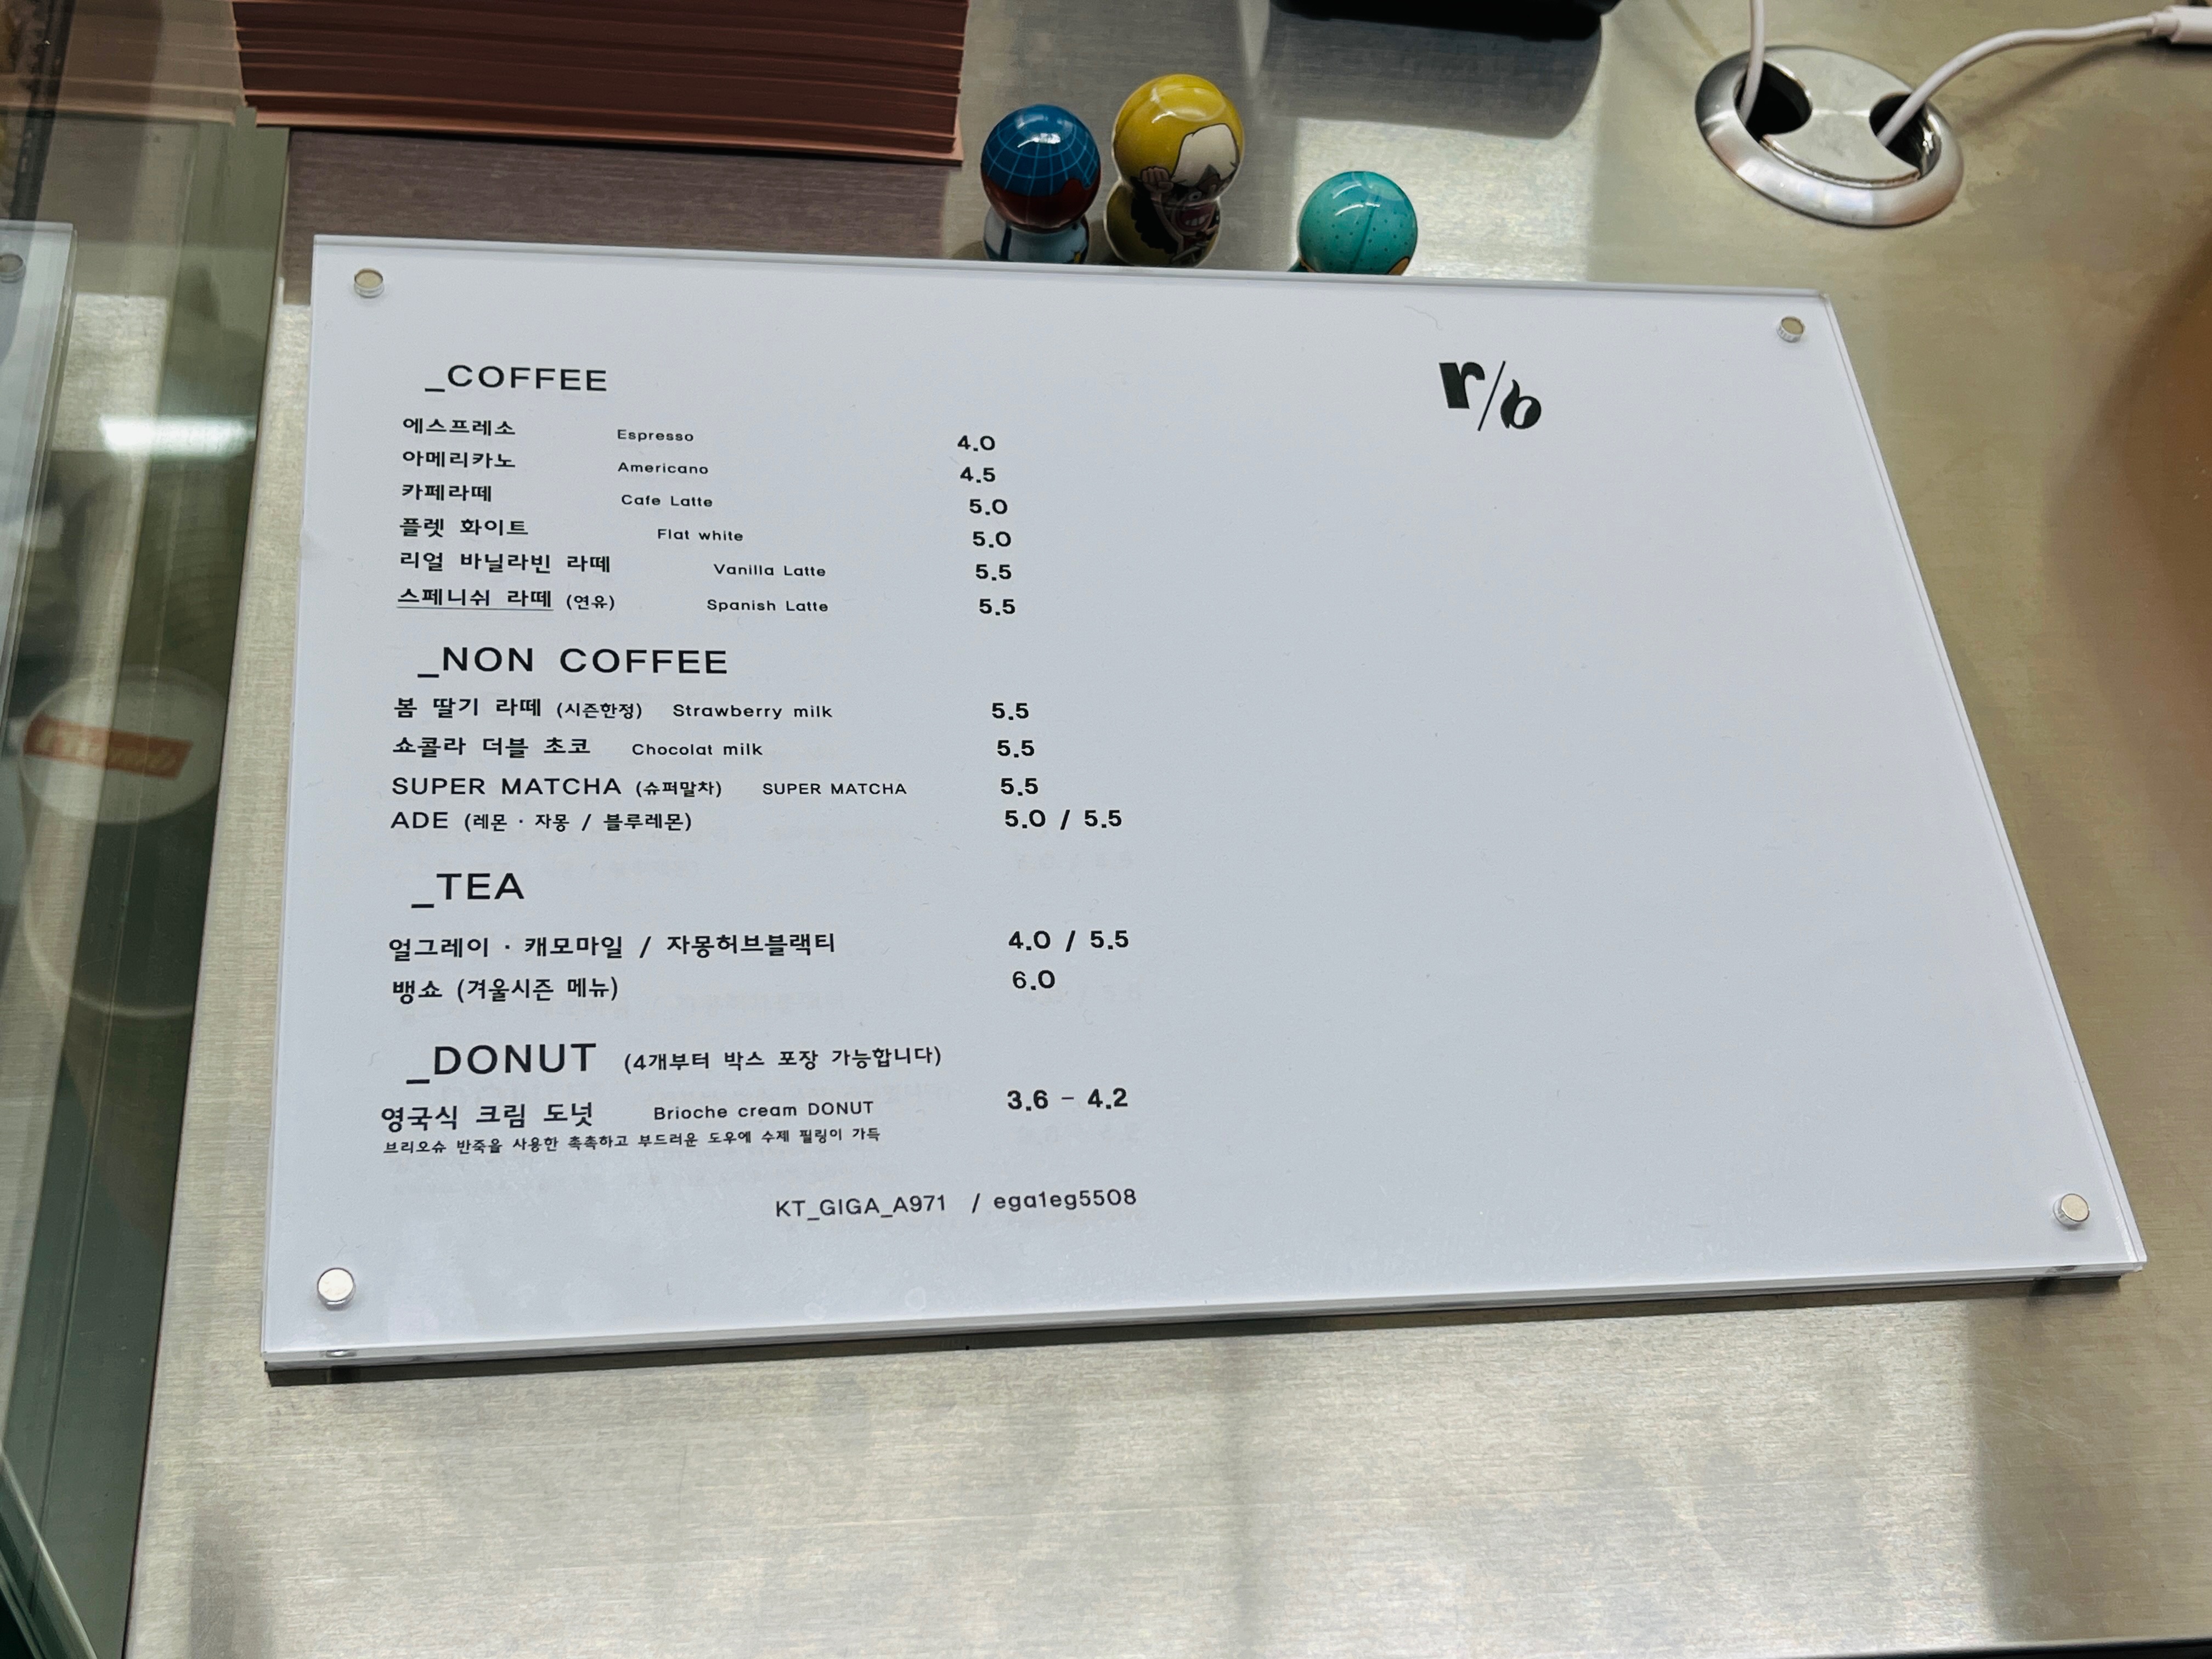 r/b
_COFFEE
에스프레소 Espresso 4.0
아메리카노 Americano 4.5
카페라떼 Cafe Latte 5.0
플렛 화이트 Flat white 5.0
리얼 바닐라빈 라떼 Vanilla Latte 5.5
스페니쉬 라떼 (연유) Spanish Latte 5.5
_NON COFFEE
봄 딸기 라떼 (시즌한정) Strawberry milk 5.5
쇼콜라 더블 초코 Chocolat milk 5.5
SUPER MATCHA (슈퍼말차) SUPER MATCHA 5.5
ADE (레몬 · 자몽 / 블루레몬) 5.0 / 5.5
_TEA
얼그레이 · 캐모마일 / 자몽허브블랙티 4.0 / 5.5
뱅쇼 (겨울시즌 메뉴) 6.0
_DONUT (4개부터 박스 포장 가능합니다)
영국식 크림 도넛 Brioche cream DONUT 3.6 – 4.2
브리오슈 반죽을 사용한 촉촉하고 부드러운 도우에 수제 필링이 가득
KT_GIGA_A971 / ega1eg5508